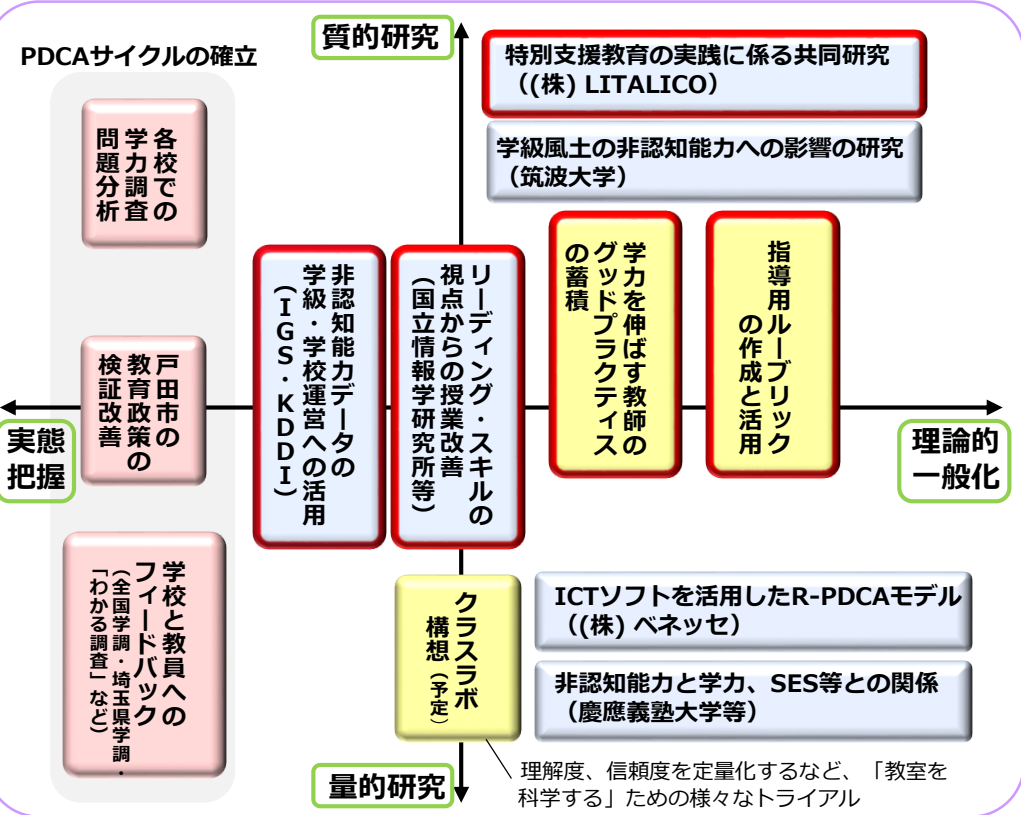 質的研究
PDCAサイクルの確立
特別支援教育の実践に係る共同研究
((株) LITALICO)
学級風土の非認知能力への影響の研究
(筑波大学)
各校での
学力調査
問題分析
戸田市の
教育政策の
検証改善
学校と教員への
フィードバック
(全国学調・埼玉県学調・
「わかる調査」など)
非認知能力データの
学級・学校運営への活用
(IGS・KDDI)
リーディング・スキルの
視点からの授業改善
(国立情報学研究所等)
学力を伸ばす教師の
グッドプラクティス
の蓄積
指導用ルーブリック
の作成と活用
実態
把握
理論的
一般化
クラスラボ
構想(予定)
ICTソフトを活用したR-PDCAモデル
((株) ベネッセ)
非認知能力と学力、SES等との関係
(慶應義塾大学等)
量的研究
理解度、信頼度を定量化するなど、「教室を
科学する」ための様々なトライアル